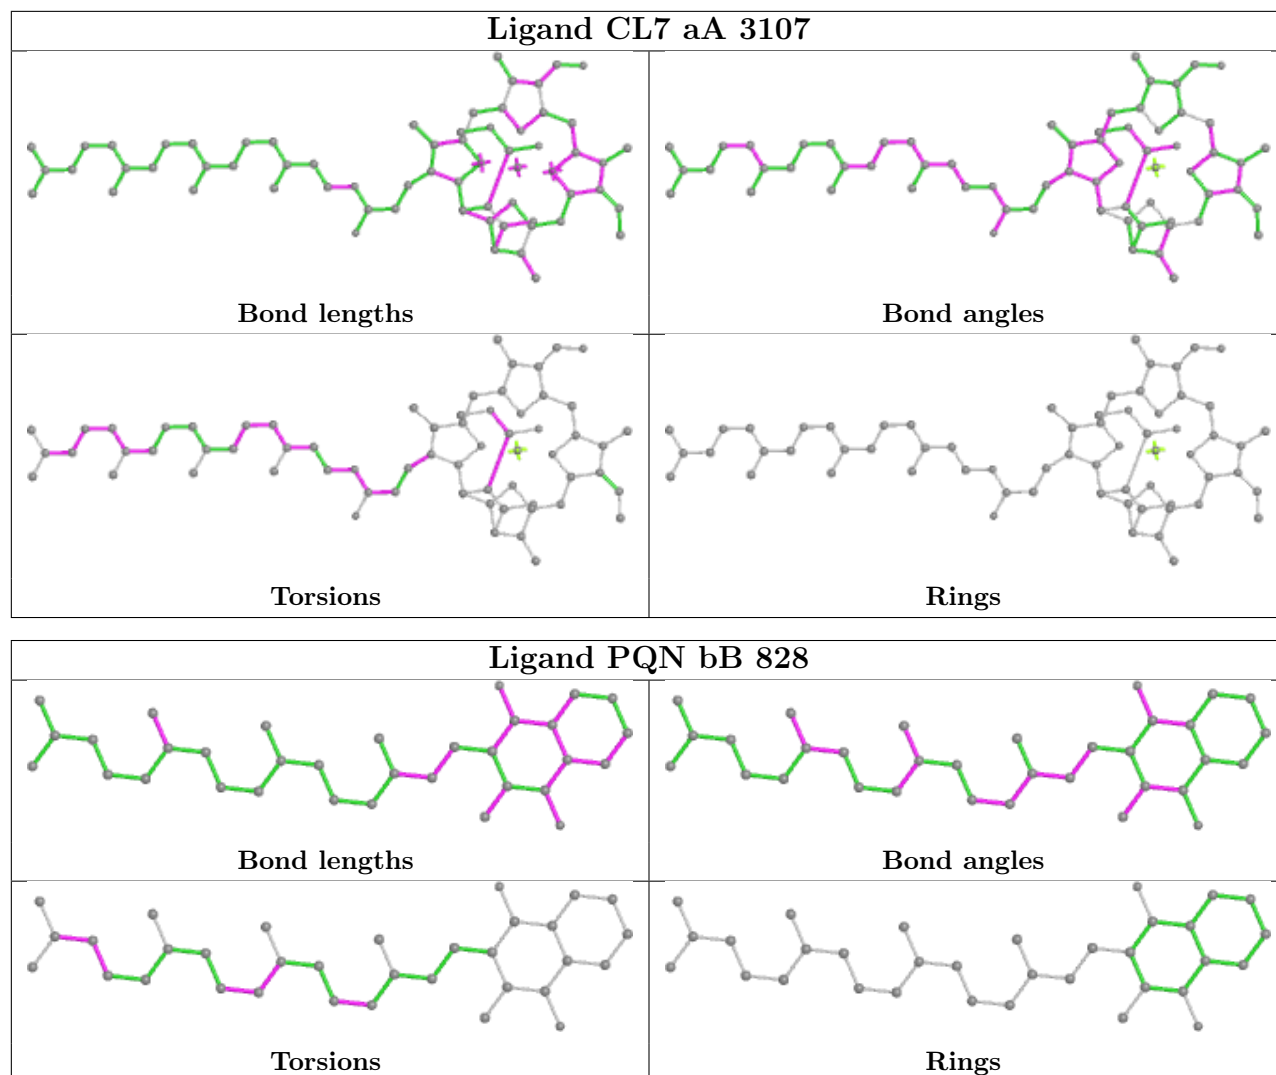 Ligand CL7 aA 3107
Bond lengths
Bond angles
Torsions
Rings
Ligand PQN bB 828
Bond lengths
Bond angles
Torsions
Rings